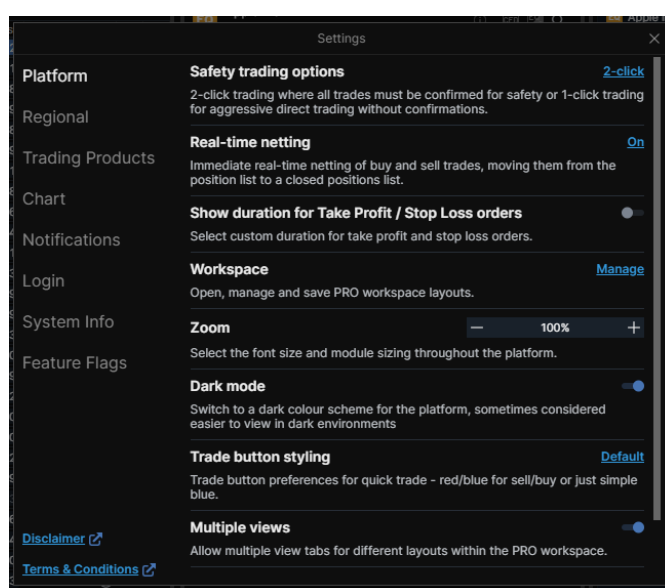 EQ
EQ Apple
Settings
Platform
Regional
Trading Products
Chart
Notifications
Login
System Info
Feature Flags
Disclaimer
Terms & Conditions
Safety trading options 2-click
2-click trading where all trades must be confirmed for safety or 1-click trading
for aggressive direct trading without confirmations.
Real-time netting On
Immediate real-time netting of buy and sell trades, moving them from the
position list to a closed positions list.
Show duration for Take Profit / Stop Loss orders
Select custom duration for take profit and stop loss orders.
Workspace Manage
Open, manage and save PRO workspace layouts.
Zoom 100%
Select the font size and module sizing throughout the platform.
Dark mode
Switch to a dark colour scheme for the platform, sometimes considered
easier to view in dark environments
Trade button styling Default
Trade button preferences for quick trade - red/blue for sell/buy or just simple
blue.
Multiple views
Allow multiple view tabs for different layouts within the PRO workspace.